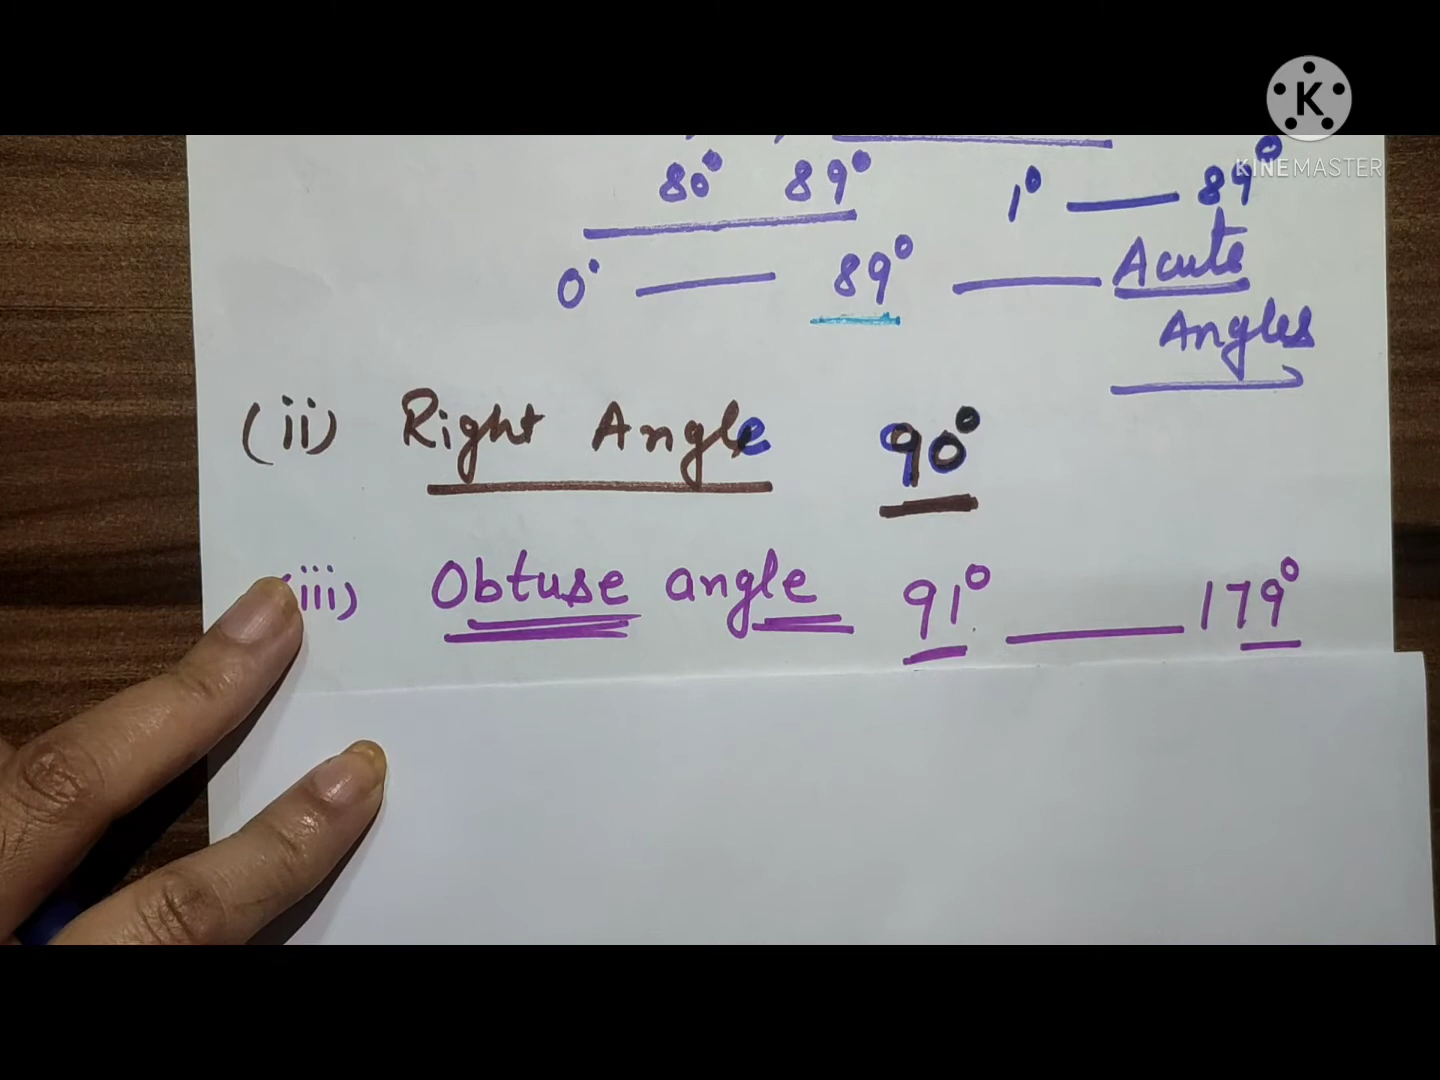 K
KINEMASTER
80° 89° 1° — 89°
0° — 89° — Acute
Angles
(ii) Right Angle 90°
(iii) Obtuse angle 91° — 179°